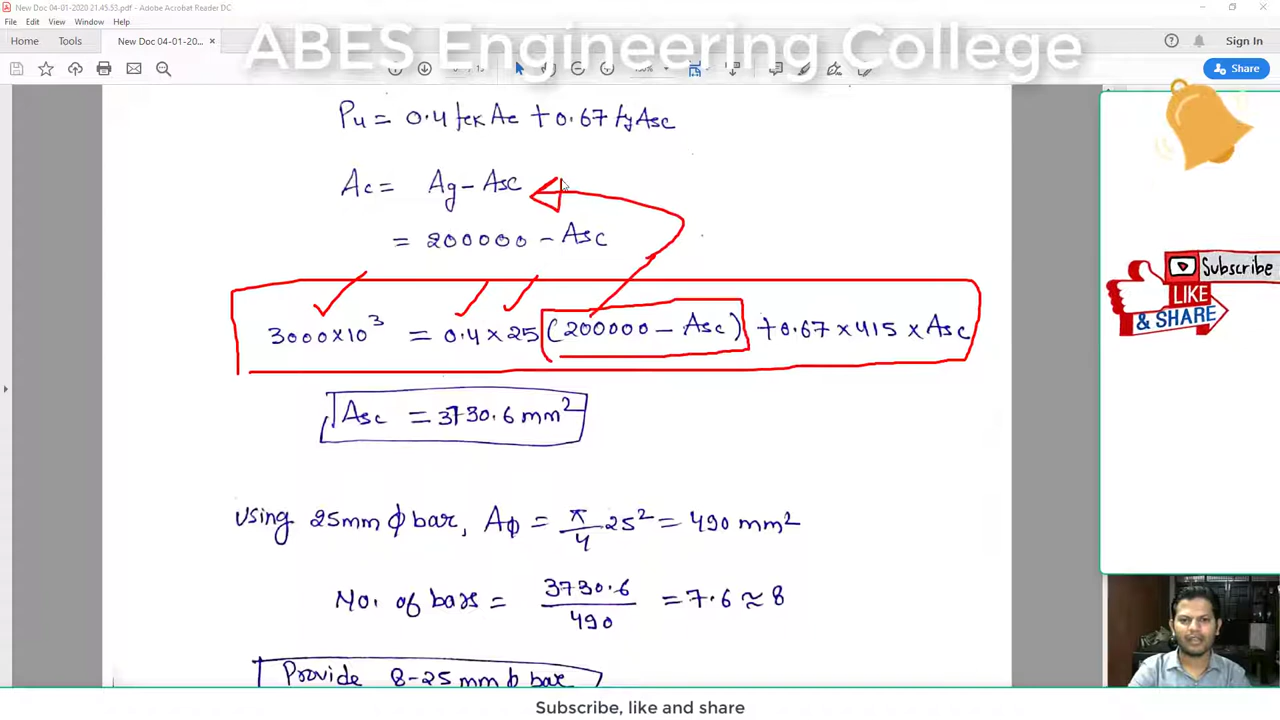 New Doc 04-01-2020 21.45.53.pdf - Adobe Acrobat Reader DC
File Edit View Window Help
Home Tools New Doc 04-01-20... × Sign In
ABES Engineering College
Share
Pu = 0.4 fck Ac + 0.67 fy Asc
Ac = Ag - Asc
= 200000 - Asc
3000×10³ = 0.4×25 (200000 - Asc) + 0.67×415×Asc
Asc = 3730.6 mm²
Using 25mm ϕ bar, Aϕ = π/4 25² = 490 mm²
No. of bars = 3730.6/490 = 7.6 ≈ 8
Provide 8-25mm ϕ bar
Subscribe
LIKE
& SHARE
Subscribe, like and share